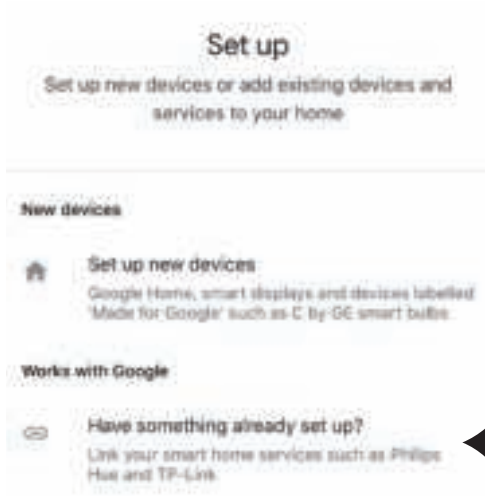 Set up
Set up new devices or add existing devices and
services to your home
New devices
Set up new devices
Google Home, smart displays and devices labelled
'Made for Google' such as C by GE smart bulbs
Works with Google
Have something already set up?
Link your smart home services such as Philips
Hue and TP-Link